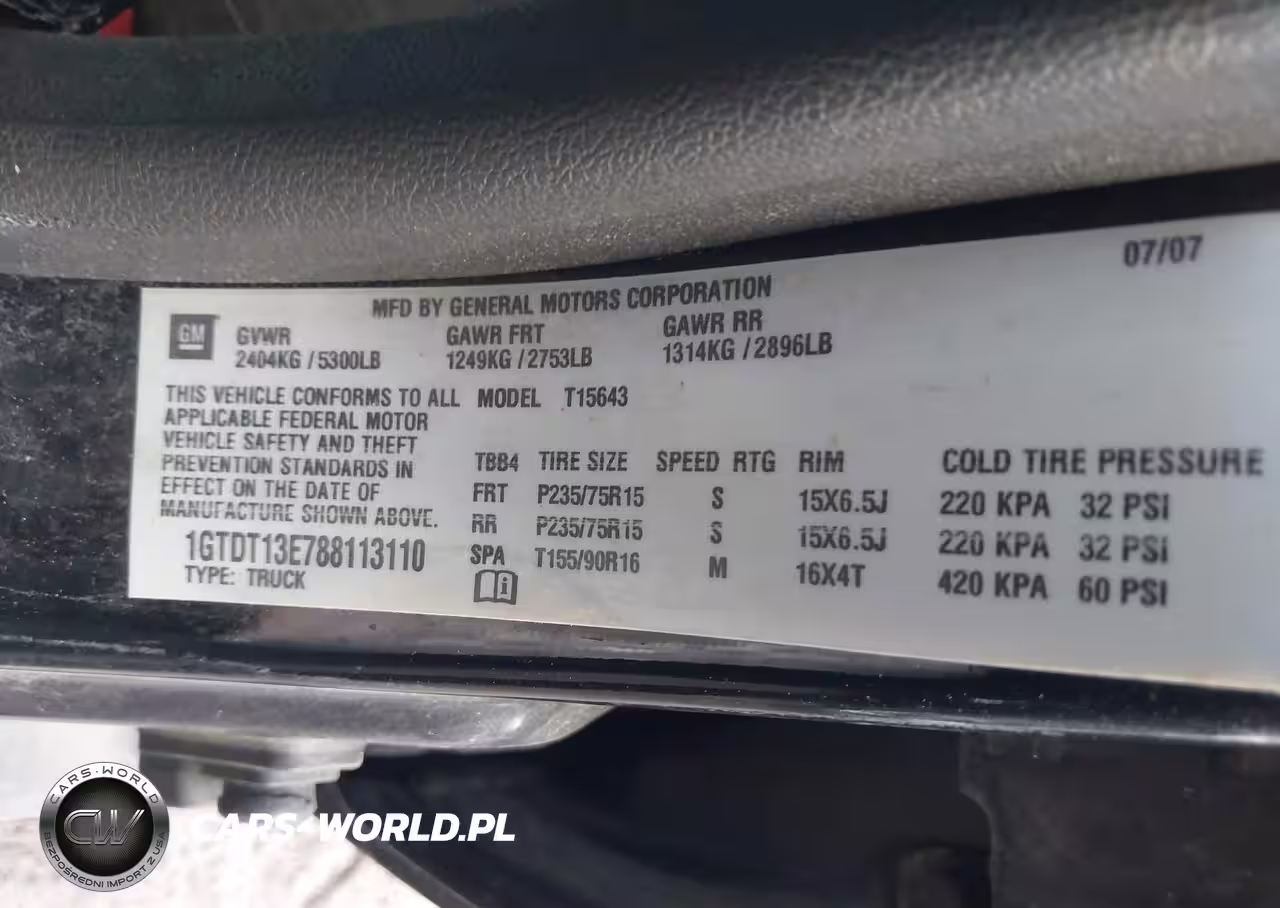 07/07
MFD BY GENERAL MOTORS CORPORATION
GM
GVWR GAWR FRT GAWR RR
2404KG / 5300LB 1249KG / 2753LB 1314KG / 2896LB
THIS VEHICLE CONFORMS TO ALL MODEL T15643
APPLICABLE FEDERAL MOTOR
VEHICLE SAFETY AND THEFT
PREVENTION STANDARDS IN TBB4 TIRE SIZE SPEED RTG RIM COLD TIRE PRESSURE
EFFECT ON THE DATE OF FRT P235/75R15 S 15X6.5J 220 KPA 32 PSI
MANUFACTURE SHOWN ABOVE. RR P235/75R15 S 15X6.5J 220 KPA 32 PSI
1GTDT13E788113110 SPA T155/90R16 M 16X4T 420 KPA 60 PSI
TYPE: TRUCK
CARS-WORLD
CW
BEZPOŚREDNI IMPORT Z USA
CARS-WORLD.PL